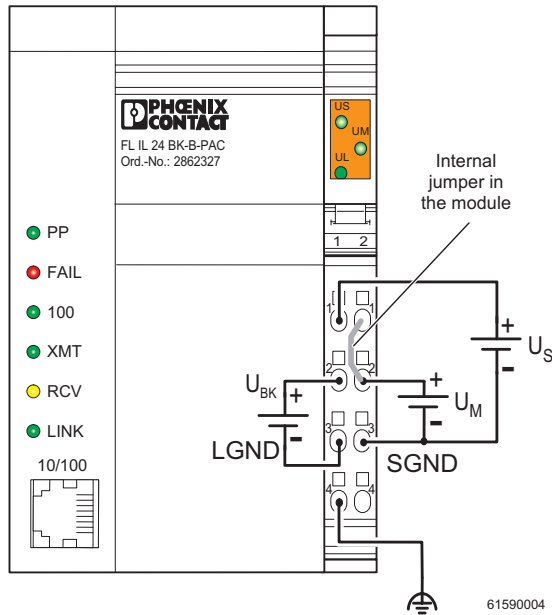 PHŒNIX
CONTACT
FL IL 24 BK-B-PAC
Ord.-No.: 2862327
US
UM
UL
Internal
jumper in
the module
1 2
PP
FAIL
100
XMT
RCV
LINK
10/100
1 1
2 2
3 3
4 4
+
US
-
UBK
+
-
+
UM
-
LGND
SGND
61590004